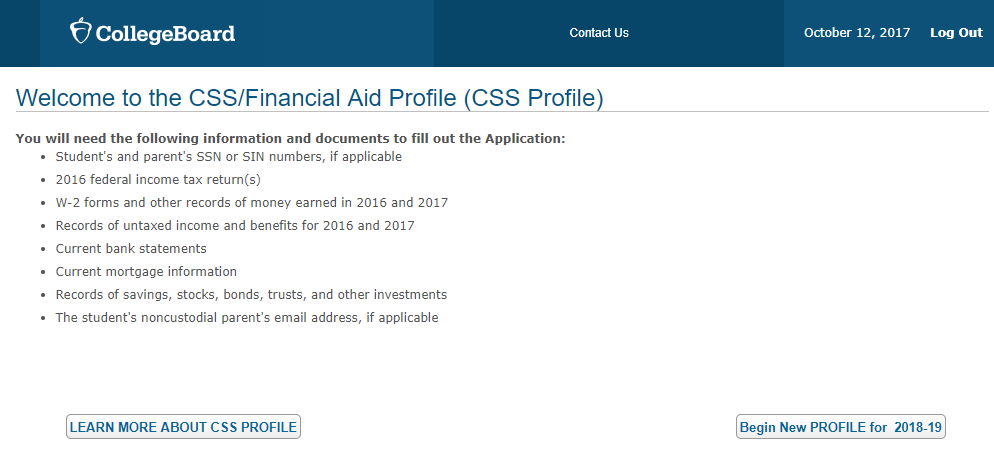 CollegeBoard
Contact Us
October 12, 2017
Log Out
Welcome to the CSS/Financial Aid Profile (CSS Profile)
You will need the following information and documents to fill out the Application:
• Student's and parent's SSN or SIN numbers, if applicable
• 2016 federal income tax return(s)
• W-2 forms and other records of money earned in 2016 and 2017
• Records of untaxed income and benefits for 2016 and 2017
• Current bank statements
• Current mortgage information
• Records of savings, stocks, bonds, trusts, and other investments
• The student's noncustodial parent's email address, if applicable
LEARN MORE ABOUT CSS PROFILE
Begin New PROFILE for 2018-19